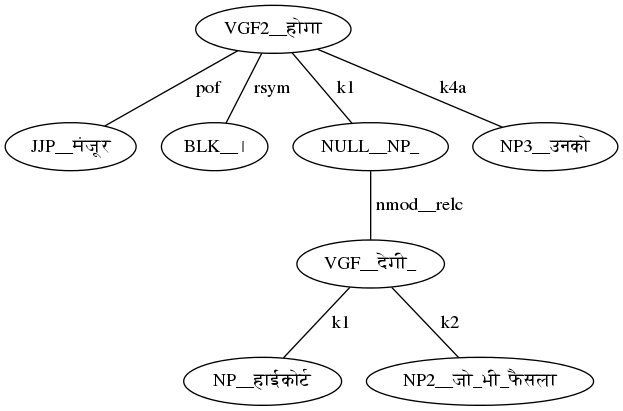 VGF2__होगा
pof
rsym
k1
k4a
JJP__मंजूर
BLK__।
NULL__NP_
NP3__उनको
nmod__relc
VGF__देगी_
k1
k2
NP__हाईकोर्ट
NP2__जो_भी_फैसला